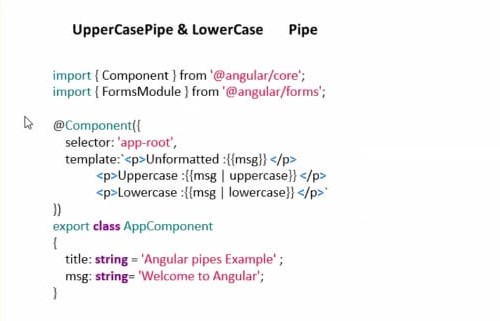 UpperCasePipe & LowerCase Pipe
import { Component } from '@angular/core';
import { FormsModule } from '@angular/forms';
@Component({
selector: 'app-root',
template:`<p>Unformatted :{{msg}} </p>
<p>Uppercase :{{msg | uppercase}} </p>
<p>Lowercase :{{msg | lowercase}} </p>`
})
export class AppComponent
{
title: string = 'Angular pipes Example' ;
msg: string= 'Welcome to Angular';
}